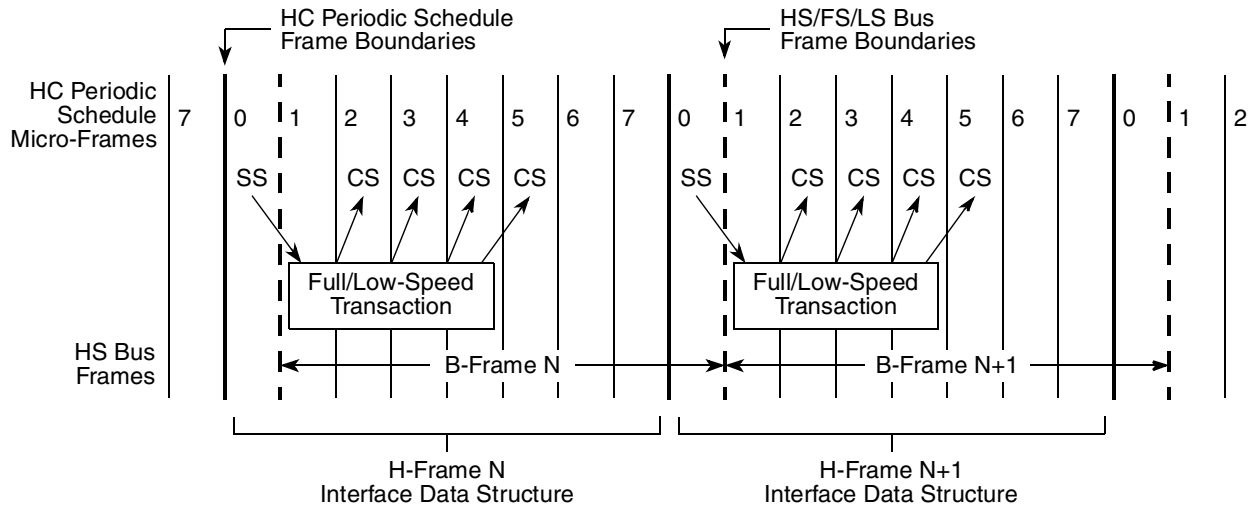 HC Periodic Schedule
Frame Boundaries
HS/FS/LS Bus
Frame Boundaries
HC Periodic
Schedule
Micro-Frames
7 0 1 2 3 4 5 6 7 0 1 2 3 4 5 6 7 0 1 2
SS CS CS CS CS SS CS CS CS CS
Full/Low-Speed
Transaction
Full/Low-Speed
Transaction
HS Bus
Frames
B-Frame N
B-Frame N+1
H-Frame N
Interface Data Structure
H-Frame N+1
Interface Data Structure